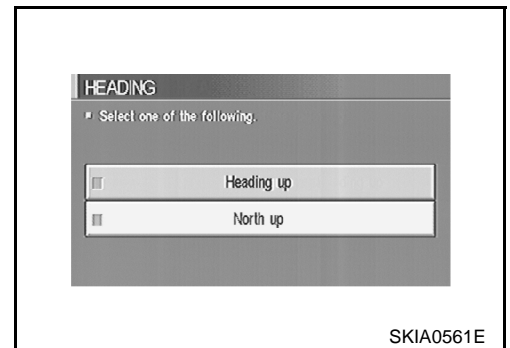 HEADING
Select one of the following.
Heading up
North up
SKIA0561E